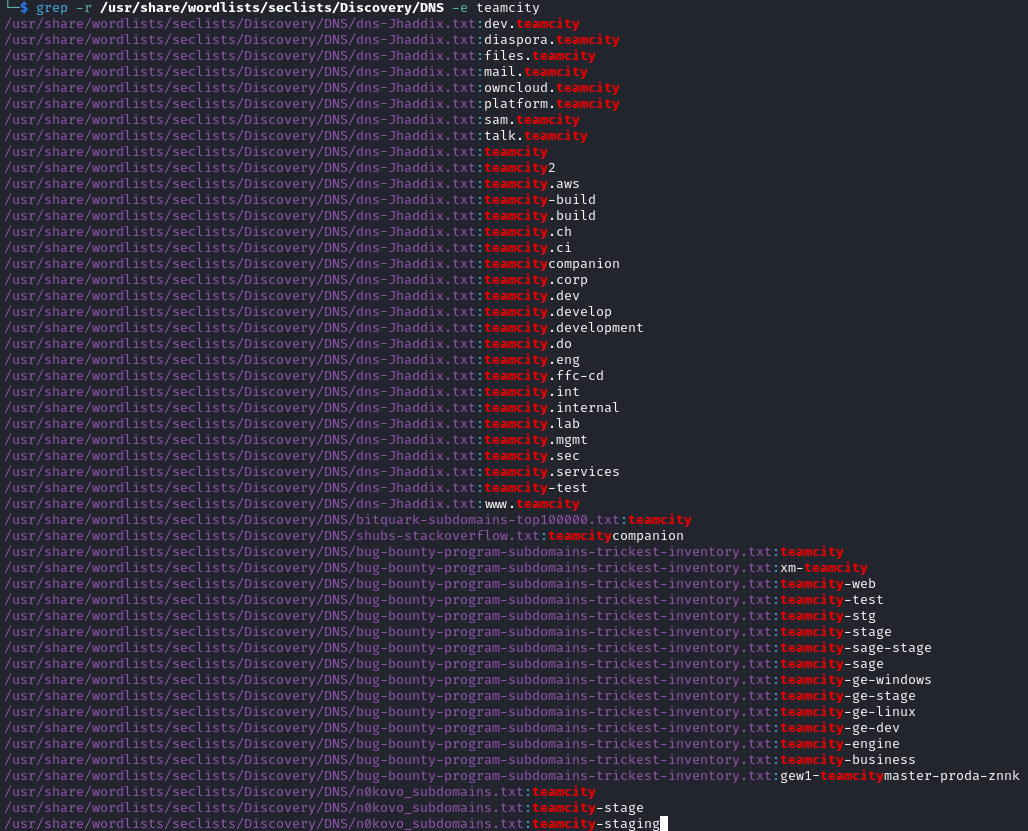 └─$ grep -r /usr/share/wordlists/seclists/Discovery/DNS -e teamcity
/usr/share/wordlists/seclists/Discovery/DNS/dns-Jhaddix.txt:dev.teamcity
/usr/share/wordlists/seclists/Discovery/DNS/dns-Jhaddix.txt:diaspora.teamcity
/usr/share/wordlists/seclists/Discovery/DNS/dns-Jhaddix.txt:files.teamcity
/usr/share/wordlists/seclists/Discovery/DNS/dns-Jhaddix.txt:mail.teamcity
/usr/share/wordlists/seclists/Discovery/DNS/dns-Jhaddix.txt:owncloud.teamcity
/usr/share/wordlists/seclists/Discovery/DNS/dns-Jhaddix.txt:platform.teamcity
/usr/share/wordlists/seclists/Discovery/DNS/dns-Jhaddix.txt:sam.teamcity
/usr/share/wordlists/seclists/Discovery/DNS/dns-Jhaddix.txt:talk.teamcity
/usr/share/wordlists/seclists/Discovery/DNS/dns-Jhaddix.txt:teamcity
/usr/share/wordlists/seclists/Discovery/DNS/dns-Jhaddix.txt:teamcity2
/usr/share/wordlists/seclists/Discovery/DNS/dns-Jhaddix.txt:teamcity.aws
/usr/share/wordlists/seclists/Discovery/DNS/dns-Jhaddix.txt:teamcity-build
/usr/share/wordlists/seclists/Discovery/DNS/dns-Jhaddix.txt:teamcity.build
/usr/share/wordlists/seclists/Discovery/DNS/dns-Jhaddix.txt:teamcity.ch
/usr/share/wordlists/seclists/Discovery/DNS/dns-Jhaddix.txt:teamcity.ci
/usr/share/wordlists/seclists/Discovery/DNS/dns-Jhaddix.txt:teamcitycompanion
/usr/share/wordlists/seclists/Discovery/DNS/dns-Jhaddix.txt:teamcity.corp
/usr/share/wordlists/seclists/Discovery/DNS/dns-Jhaddix.txt:teamcity.dev
/usr/share/wordlists/seclists/Discovery/DNS/dns-Jhaddix.txt:teamcity.develop
/usr/share/wordlists/seclists/Discovery/DNS/dns-Jhaddix.txt:teamcity.development
/usr/share/wordlists/seclists/Discovery/DNS/dns-Jhaddix.txt:teamcity.do
/usr/share/wordlists/seclists/Discovery/DNS/dns-Jhaddix.txt:teamcity.eng
/usr/share/wordlists/seclists/Discovery/DNS/dns-Jhaddix.txt:teamcity.ffc-cd
/usr/share/wordlists/seclists/Discovery/DNS/dns-Jhaddix.txt:teamcity.int
/usr/share/wordlists/seclists/Discovery/DNS/dns-Jhaddix.txt:teamcity.internal
/usr/share/wordlists/seclists/Discovery/DNS/dns-Jhaddix.txt:teamcity.lab
/usr/share/wordlists/seclists/Discovery/DNS/dns-Jhaddix.txt:teamcity.mgmt
/usr/share/wordlists/seclists/Discovery/DNS/dns-Jhaddix.txt:teamcity.sec
/usr/share/wordlists/seclists/Discovery/DNS/dns-Jhaddix.txt:teamcity.services
/usr/share/wordlists/seclists/Discovery/DNS/dns-Jhaddix.txt:teamcity-test
/usr/share/wordlists/seclists/Discovery/DNS/dns-Jhaddix.txt:www.teamcity
/usr/share/wordlists/seclists/Discovery/DNS/bitquark-subdomains-top100000.txt:teamcity
/usr/share/wordlists/seclists/Discovery/DNS/shubs-stackoverflow.txt:teamcitycompanion
/usr/share/wordlists/seclists/Discovery/DNS/bug-bounty-program-subdomains-trickest-inventory.txt:teamcity
/usr/share/wordlists/seclists/Discovery/DNS/bug-bounty-program-subdomains-trickest-inventory.txt:xm-teamcity
/usr/share/wordlists/seclists/Discovery/DNS/bug-bounty-program-subdomains-trickest-inventory.txt:teamcity-web
/usr/share/wordlists/seclists/Discovery/DNS/bug-bounty-program-subdomains-trickest-inventory.txt:teamcity-test
/usr/share/wordlists/seclists/Discovery/DNS/bug-bounty-program-subdomains-trickest-inventory.txt:teamcity-stg
/usr/share/wordlists/seclists/Discovery/DNS/bug-bounty-program-subdomains-trickest-inventory.txt:teamcity-stage
/usr/share/wordlists/seclists/Discovery/DNS/bug-bounty-program-subdomains-trickest-inventory.txt:teamcity-sage-stage
/usr/share/wordlists/seclists/Discovery/DNS/bug-bounty-program-subdomains-trickest-inventory.txt:teamcity-sage
/usr/share/wordlists/seclists/Discovery/DNS/bug-bounty-program-subdomains-trickest-inventory.txt:teamcity-ge-windows
/usr/share/wordlists/seclists/Discovery/DNS/bug-bounty-program-subdomains-trickest-inventory.txt:teamcity-ge-stage
/usr/share/wordlists/seclists/Discovery/DNS/bug-bounty-program-subdomains-trickest-inventory.txt:teamcity-ge-linux
/usr/share/wordlists/seclists/Discovery/DNS/bug-bounty-program-subdomains-trickest-inventory.txt:teamcity-ge-dev
/usr/share/wordlists/seclists/Discovery/DNS/bug-bounty-program-subdomains-trickest-inventory.txt:teamcity-engine
/usr/share/wordlists/seclists/Discovery/DNS/bug-bounty-program-subdomains-trickest-inventory.txt:teamcity-business
/usr/share/wordlists/seclists/Discovery/DNS/bug-bounty-program-subdomains-trickest-inventory.txt:gew1-teamcitymaster-proda-znnk
/usr/share/wordlists/seclists/Discovery/DNS/n0kovo_subdomains.txt:teamcity
/usr/share/wordlists/seclists/Discovery/DNS/n0kovo_subdomains.txt:teamcity-stage
/usr/share/wordlists/seclists/Discovery/DNS/n0kovo_subdomains.txt:teamcity-staging